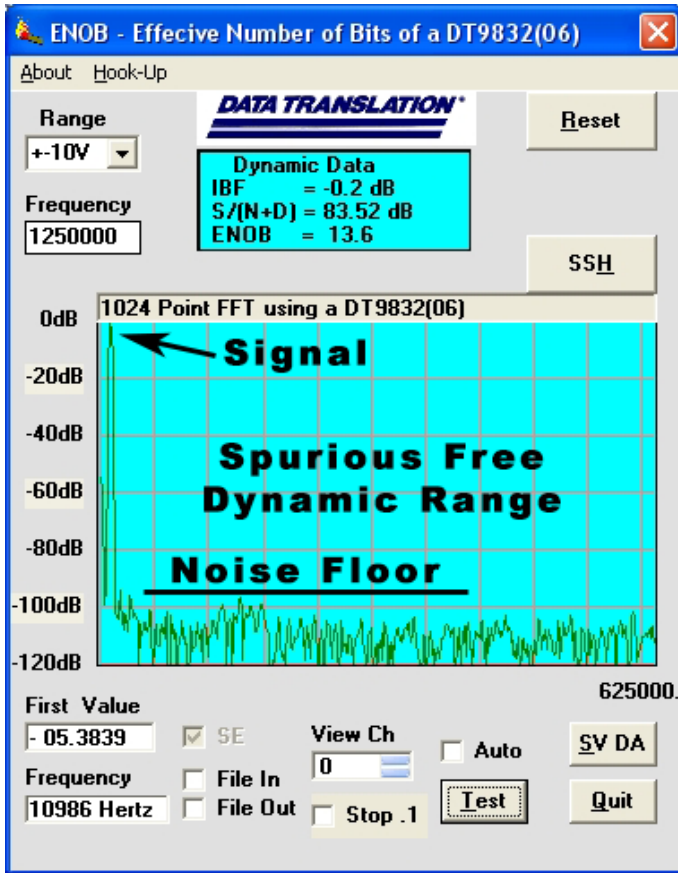 ENOB - Effecive Number of Bits of a DT9832(06)
About Hook-Up
Range
+-10V
DATA TRANSLATION
Reset
Dynamic Data
IBF = -0.2 dB
S/(N+D) = 83.52 dB
ENOB = 13.6
Frequency
1250000
SSH
1024 Point FFT using a DT9832(06)
0dB
Signal
-20dB
-40dB
Spurious Free
Dynamic Range
-60dB
-80dB
Noise Floor
-100dB
-120dB
625000.
First Value
- 05.3839
SE
View Ch
0
Auto
SV DA
Frequency
10986 Hertz
File In
File Out
Stop .1
Test
Quit